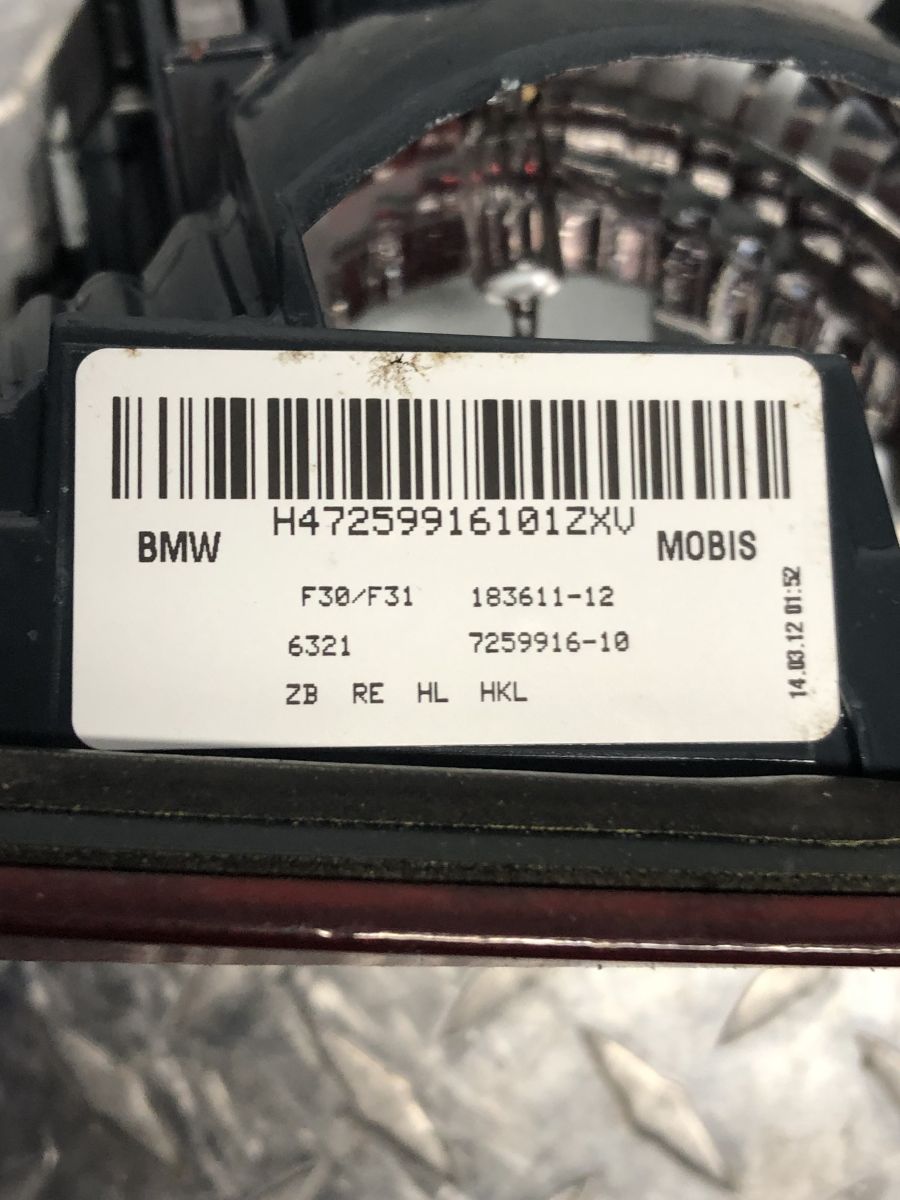 H47259916101ZXV
BMW MOBIS
F30/F31 183611-12
6321 7259916-10
ZB RE HL HKL
14.03.12 01:52